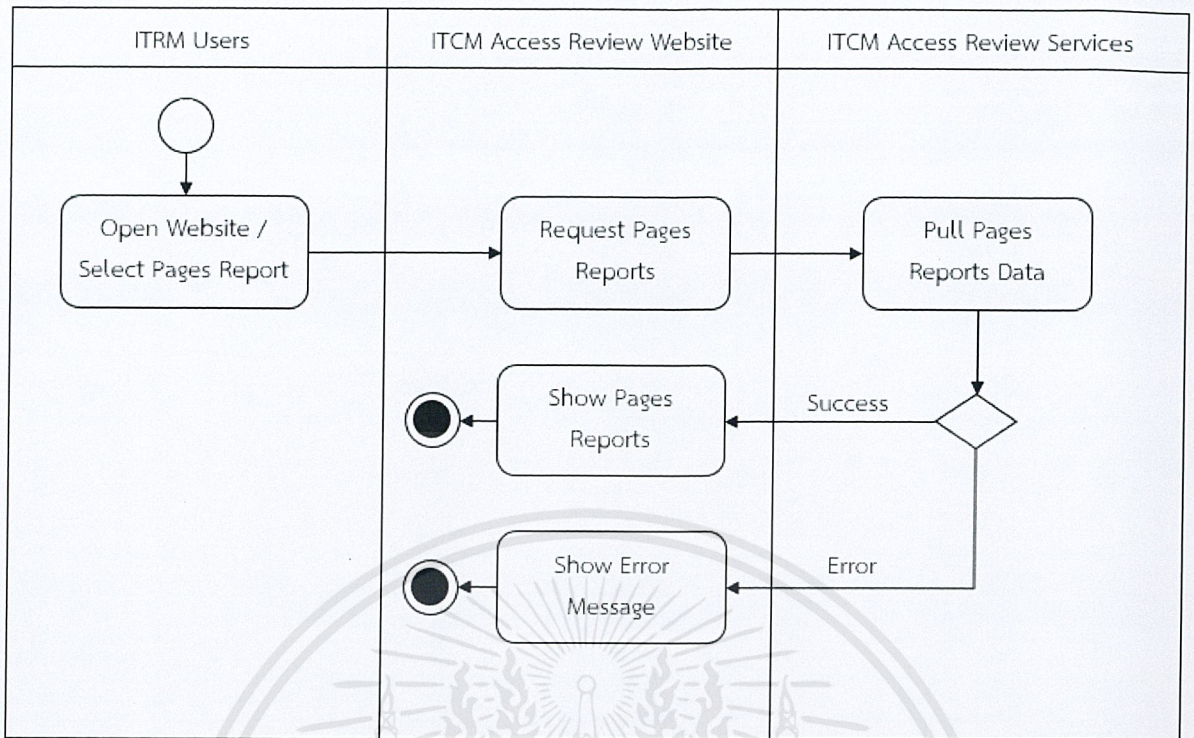 ITRM Users
ITCM Access Review Website
ITCM Access Review Services
Open Website /
Select Pages Report
Request Pages
Reports
Pull Pages
Reports Data
Show Pages
Reports
Success
Show Error
Message
Error